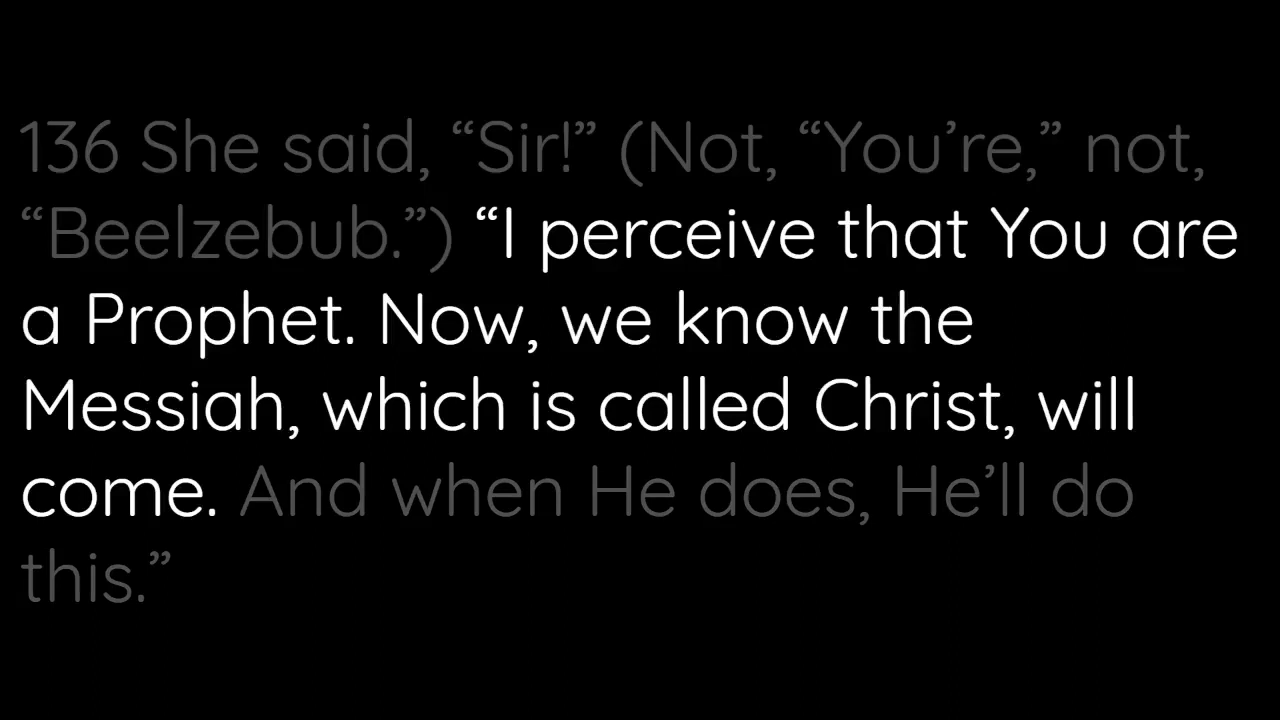 136 She said, “Sir!” (Not, “You’re,” not,
“Beelzebub.”) “I perceive that You are
a Prophet. Now, we know the
Messiah, which is called Christ, will
come. And when He does, He’ll do
this.”